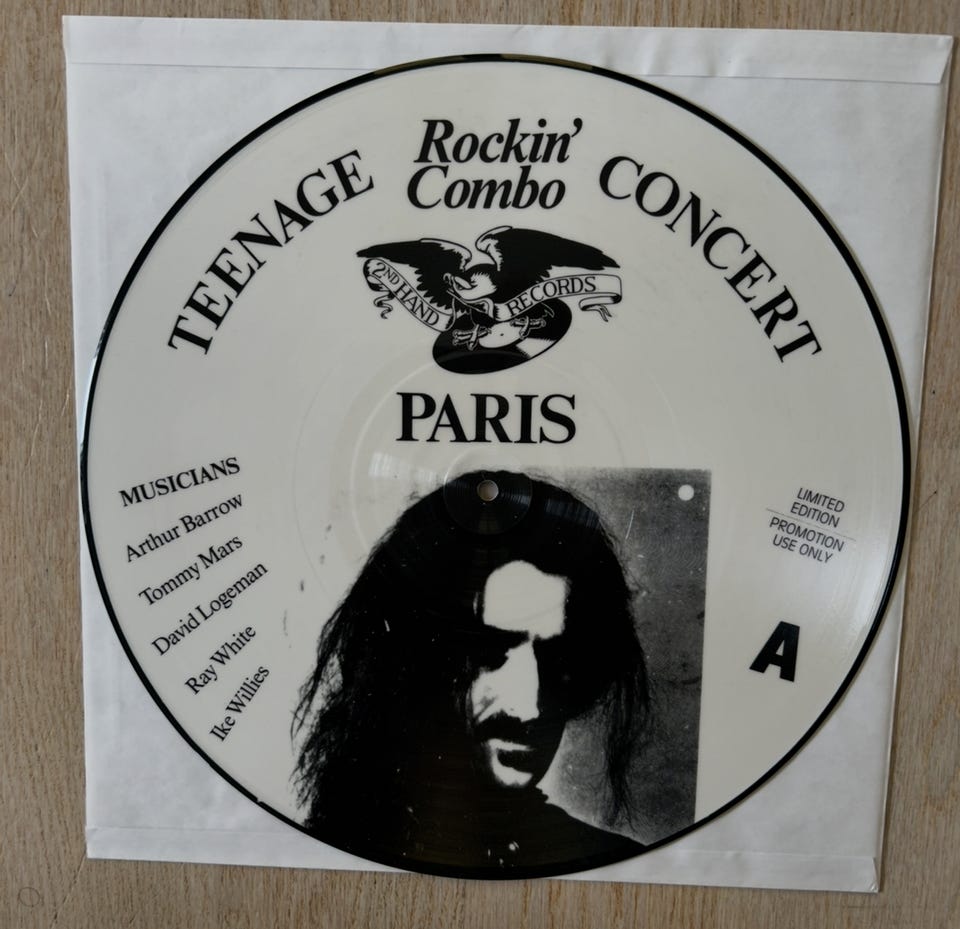 TEENAGE
Rockin'
Combo
CONCERT
2ND HAND RECORDS
PARIS
MUSICIANS
Arthur Barrow
Tommy Mars
David Logeman
Ray White
Ike Willies
LIMITED
EDITION
PROMOTION
USE ONLY
A